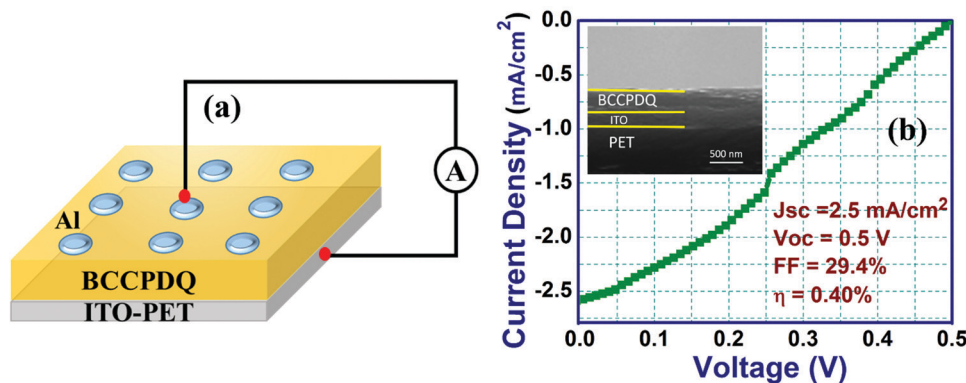 (a)
A
Al
BCCPDQ
ITO-PET
Current Density (mA/cm²)
0.0
-0.5
-1.0
-1.5
-2.0
-2.5
BCCPDQ
ITO
PET
500 nm
(b)
Jsc =2.5 mA/cm²
Voc = 0.5 V
FF = 29.4%
η = 0.40%
0.0 0.1 0.2 0.3 0.4 0.5
Voltage (V)